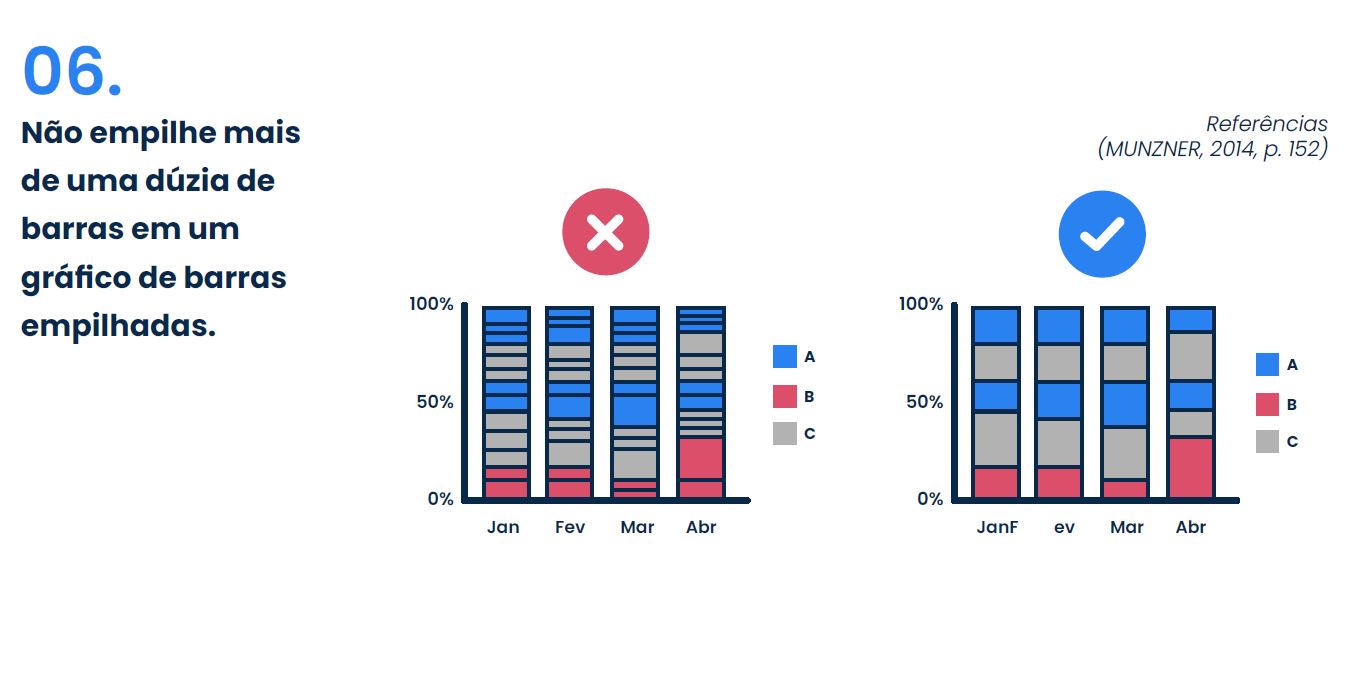 06.
Não empilhe mais
de uma dúzia de
barras em um
gráfico de barras
empilhadas.
Referências
(MUNZNER, 2014, p. 152)
100%
50%
0%
Jan Fev Mar Abr
A
B
C
100%
50%
0%
JanF ev Mar Abr
A
B
C